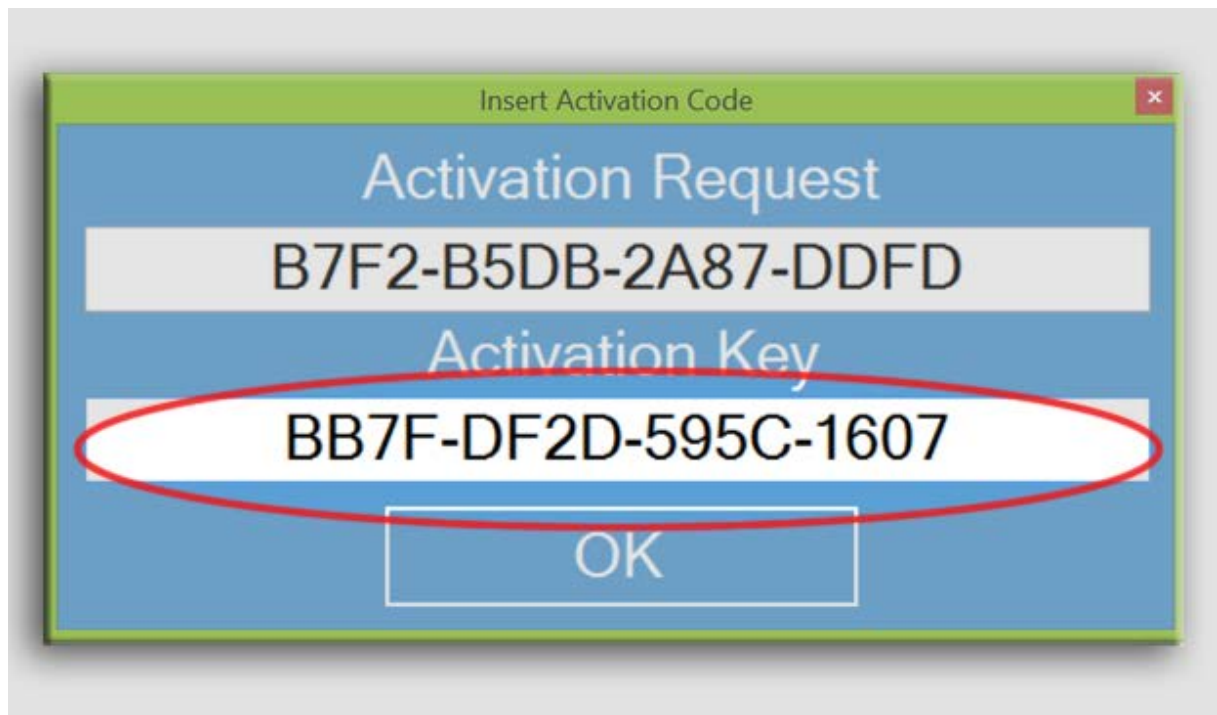 Insert Activation Code
Activation Request
B7F2-B5DB-2A87-DDFD
Activation Key
BB7F-DF2D-595C-1607
OK